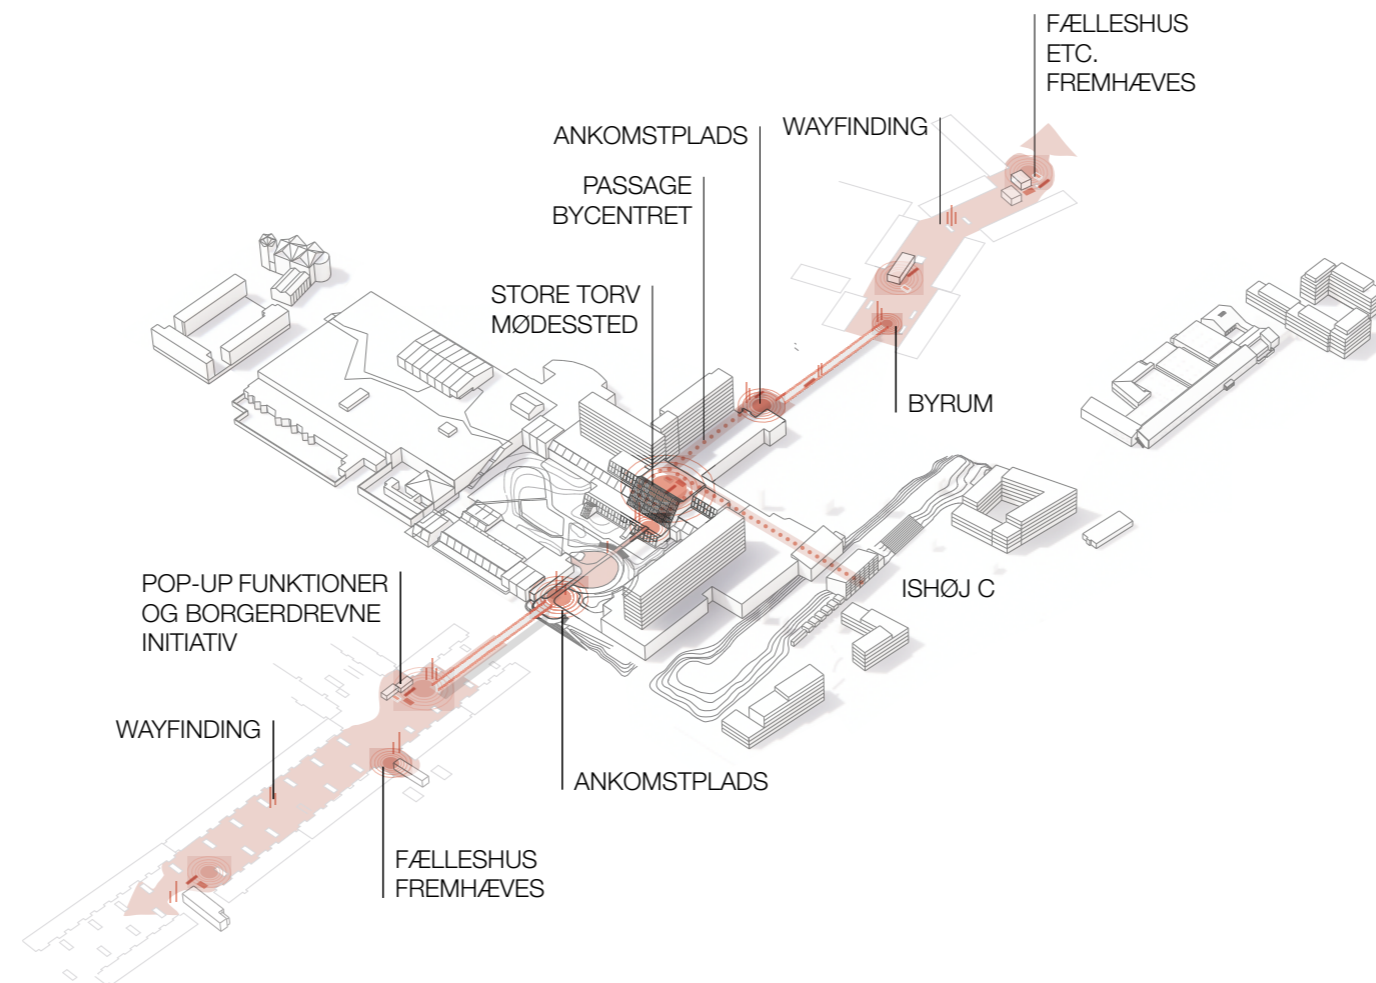 FÆLLESHUS
ETC.
FREMHÆVES
WAYFINDING
ANKOMSTPLADS
PASSAGE
BYCENTRET
STORE TORV
MØDESSTED
BYRUM
ISHØJ C
POP-UP FUNKTIONER
OG BORGERDREVNE
INITIATIV
WAYFINDING
ANKOMSTPLADS
FÆLLESHUS
FREMHÆVES